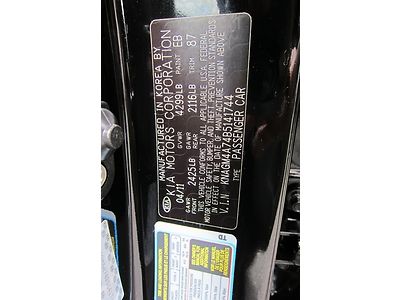 MANUFACTURED IN KOREA BY
KIA KIA MOTORS CORPORATION
04/11 GVWR 4299LB PAINT EB
GAWR FRONT 2425LB GAWR REAR 2116LB TRIM 87
THIS VEHICLE CONFORMS TO ALL APPLICABLE U.S.A. FEDERAL
MOTOR VEHICLE SAFETY, BUMPER, AND THEFT PREVENTION STANDARDS
IN EFFECT ON THE DATE OF MANUFACTURE SHOWN ABOVE
V.I.N KNAGM4A74B5141744
TYPE PASSENGER CAR